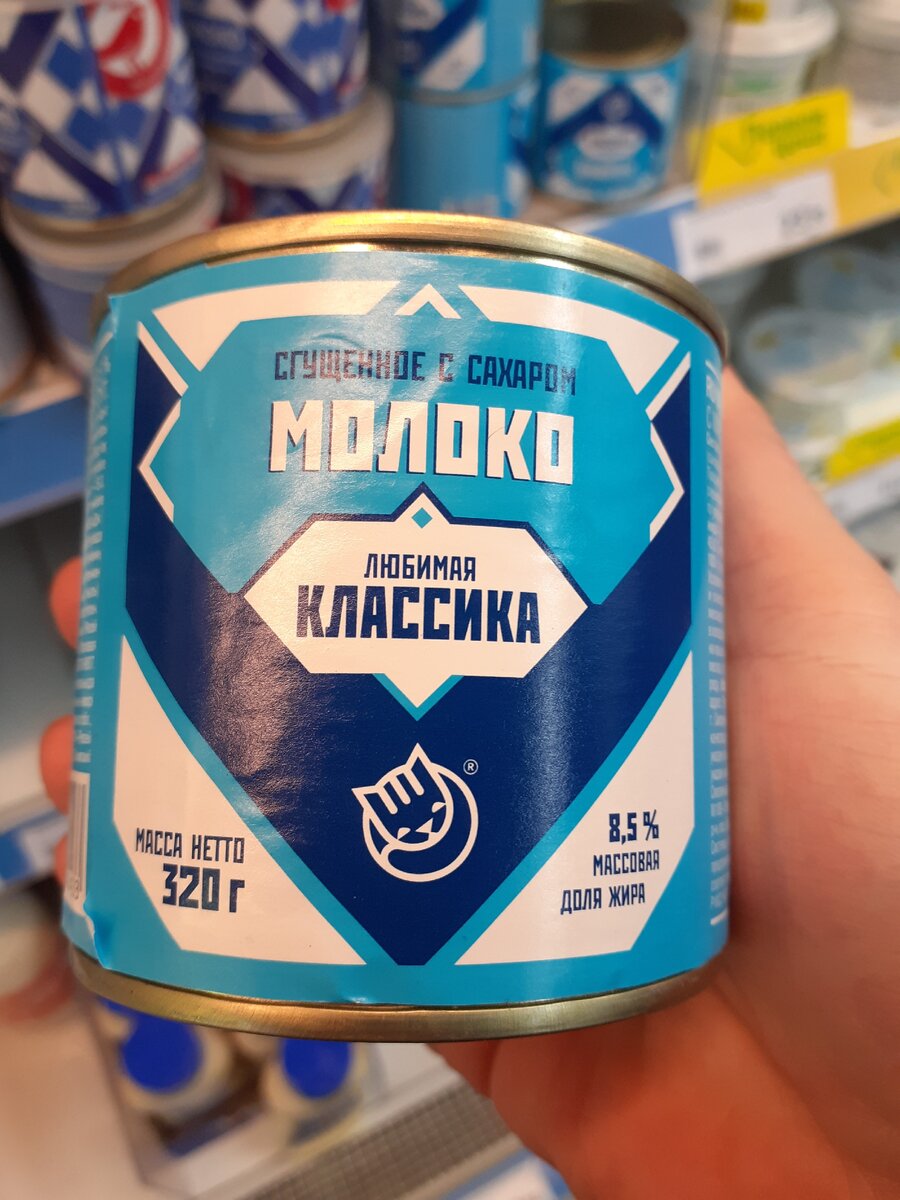 СГУЩЕННОЕ С САХАРОМ
МОЛОКО
ЛЮБИМАЯ
КЛАССИКА
®
МАССА НЕТТО
320 г
8,5 %
МАССОВАЯ
ДОЛЯ ЖИРА